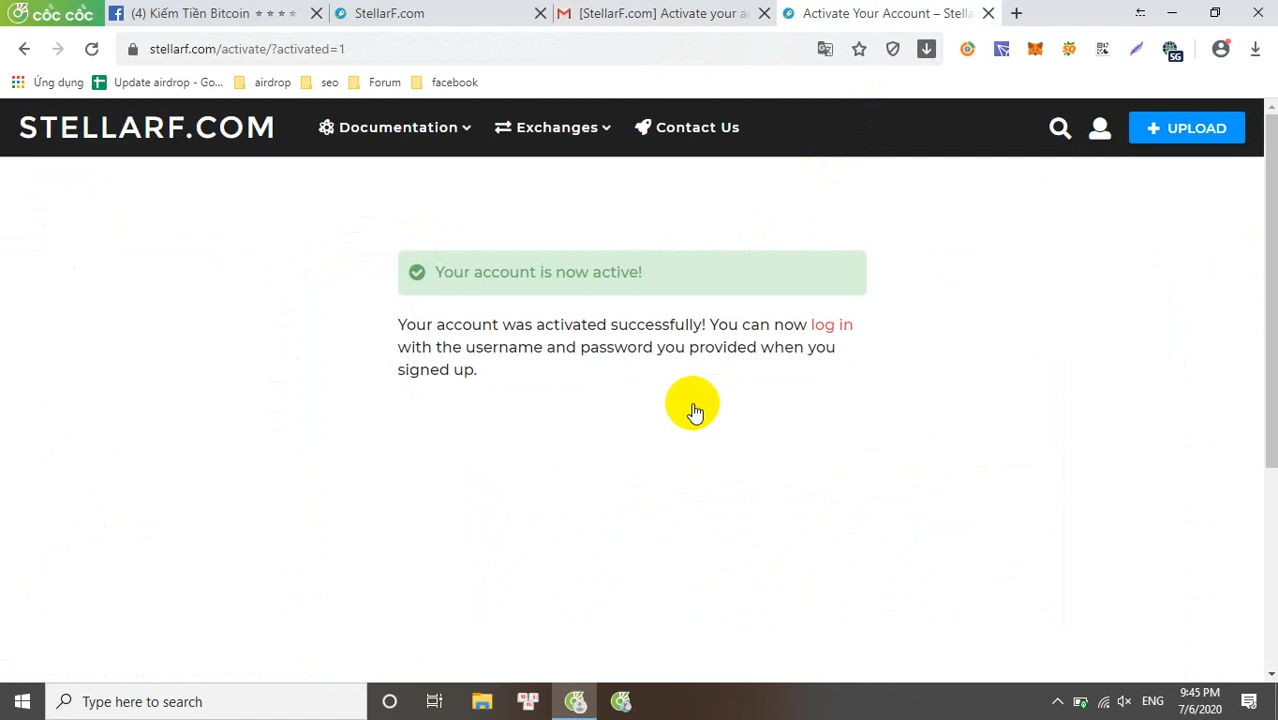 cốc cốc
(4) Kiếm Tiền Bitcoin ⭐⭐⭐⭐
StellarF.com
[StellarF.com] Activate you ac
Activate Your Account – Stella
stellarf.com/activate/?activated=1
SG
Ứng dụng
Update airdrop - Go...
airdrop
seo
Forum
facebook
STELLARF.COM
Documentation
Exchanges
Contact Us
UPLOAD
Your account is now active!
Your account was activated successfully! You can now log in
with the username and password you provided when you
signed up.
Type here to search
ENG
9:45 PM
7/6/2020